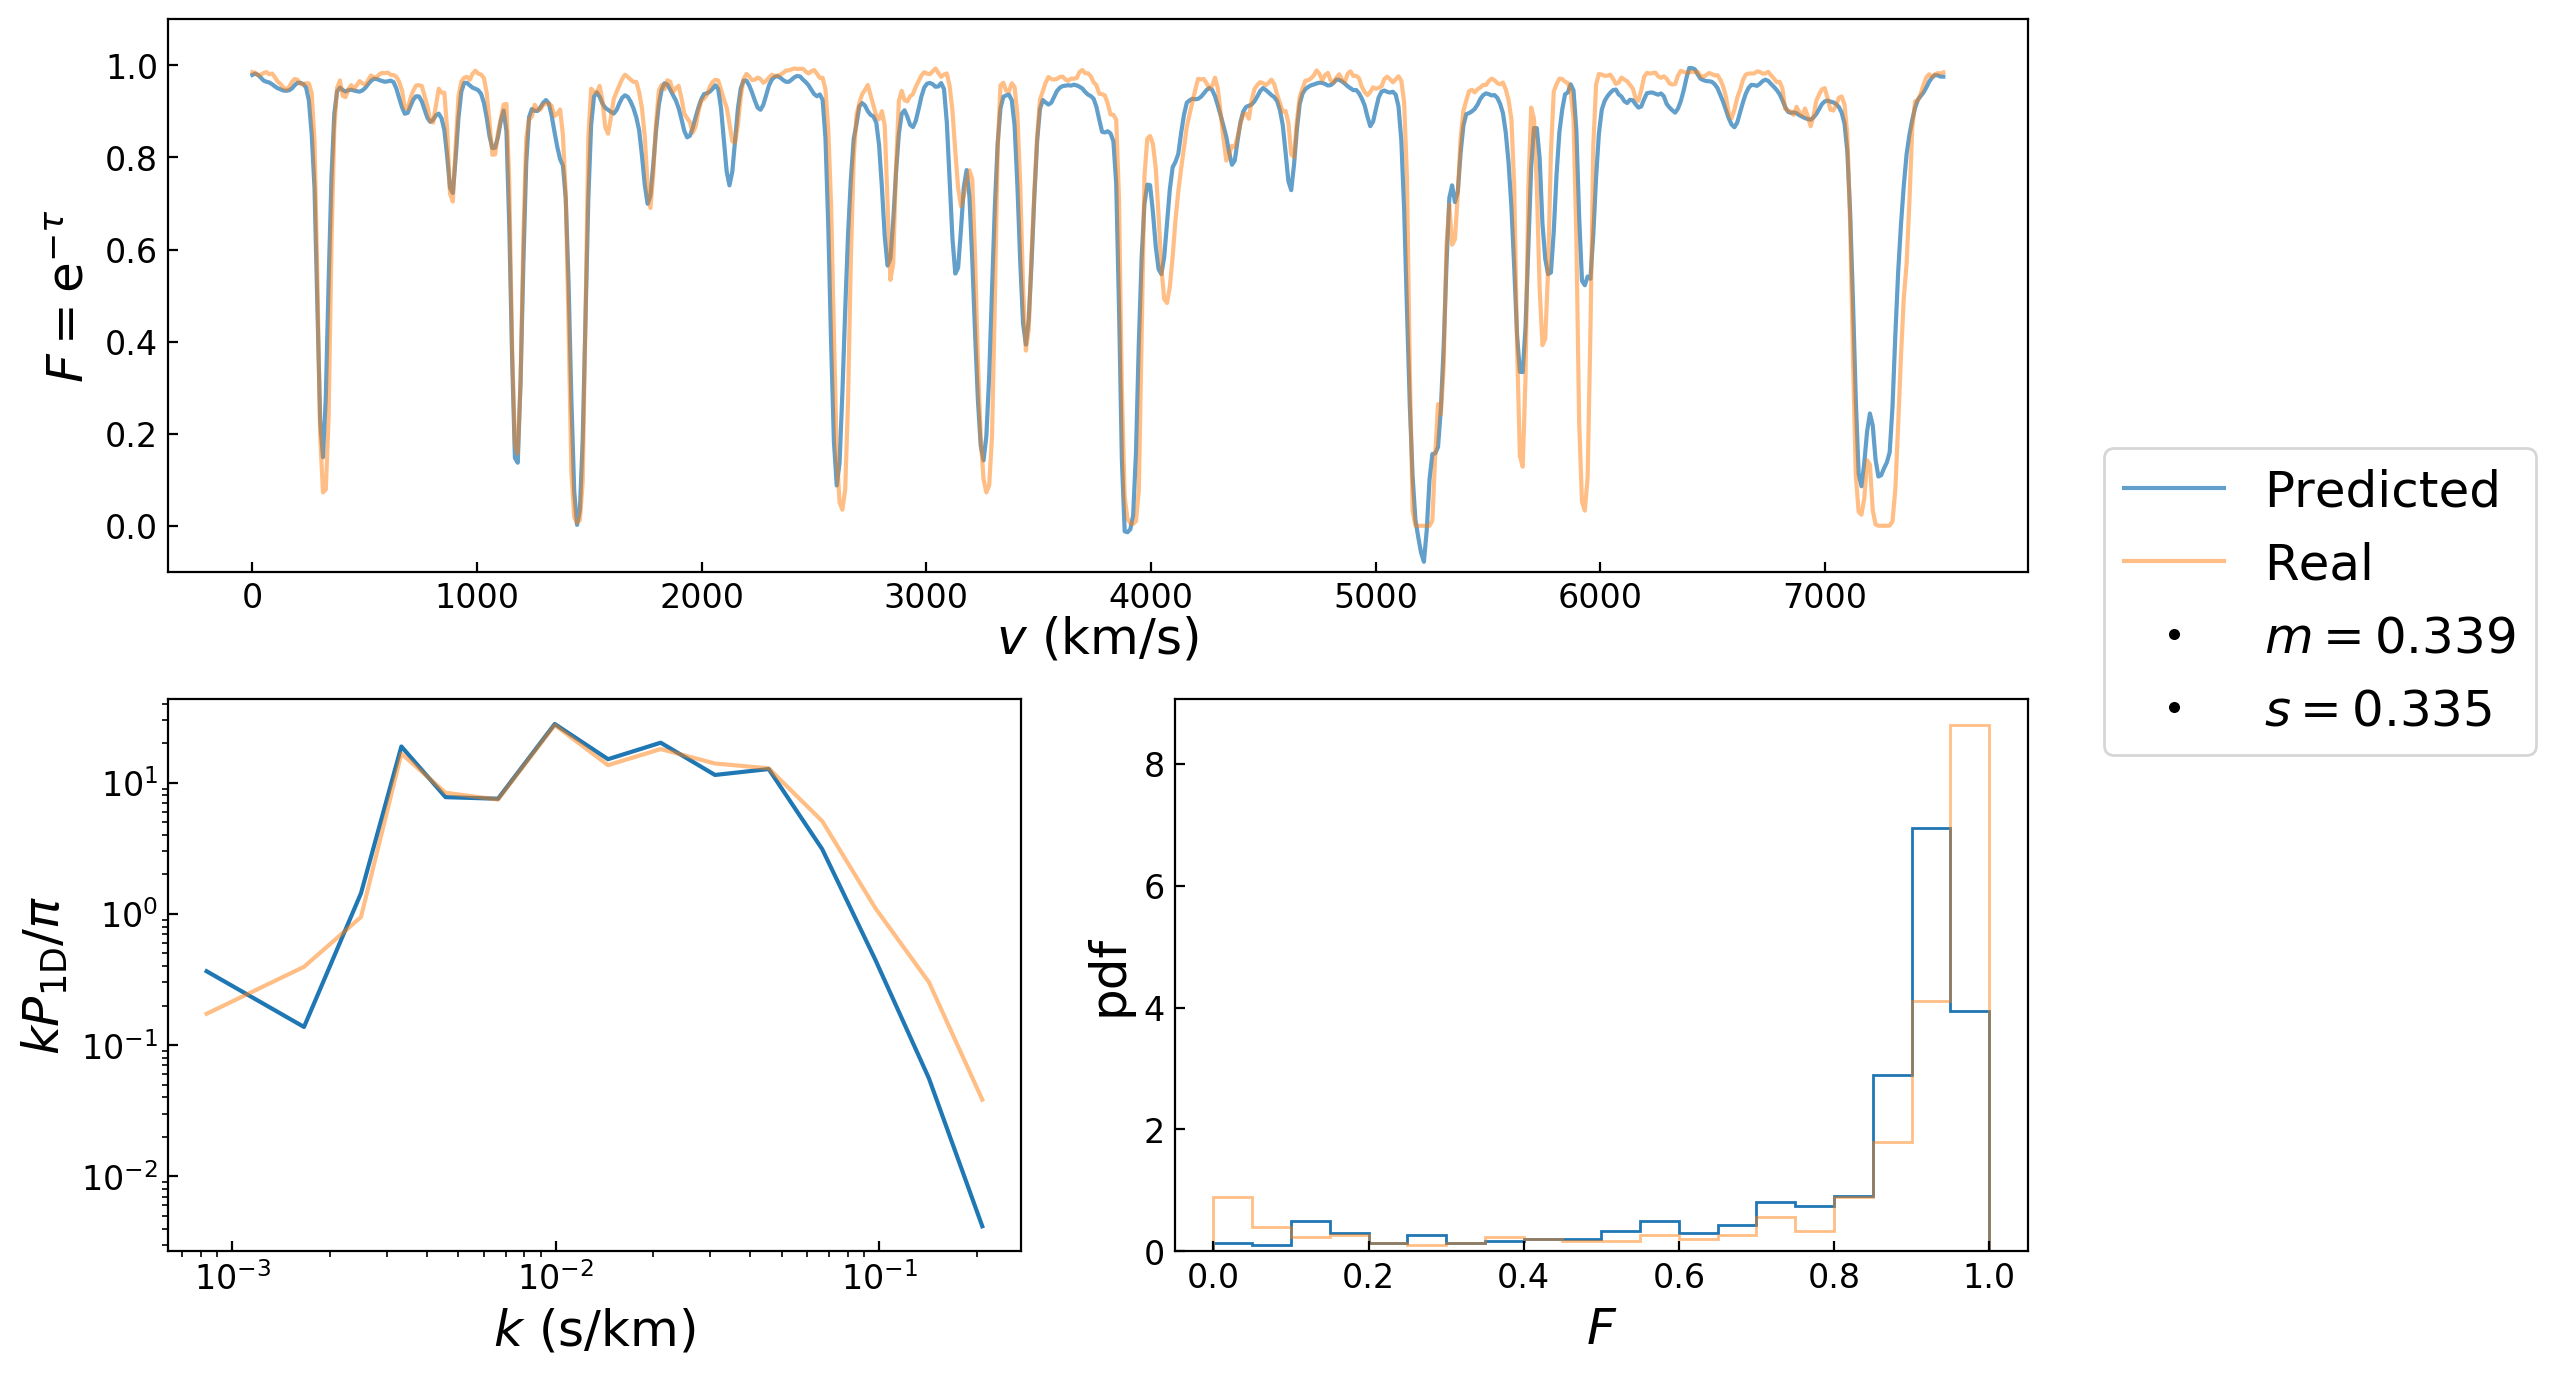 1.0
0.8
0.6
0.4
0.2
0.0
F = e^{-τ}
0 1000 2000 3000 4000 5000 6000 7000
v (km/s)
Predicted
Real
m = 0.339
s = 0.335
10^1
10^0
10^{-1}
10^{-2}
kP_{1D}/π
10^{-3} 10^{-2} 10^{-1}
k (s/km)
8
6
4
2
0
pdf
0.0 0.2 0.4 0.6 0.8 1.0
F